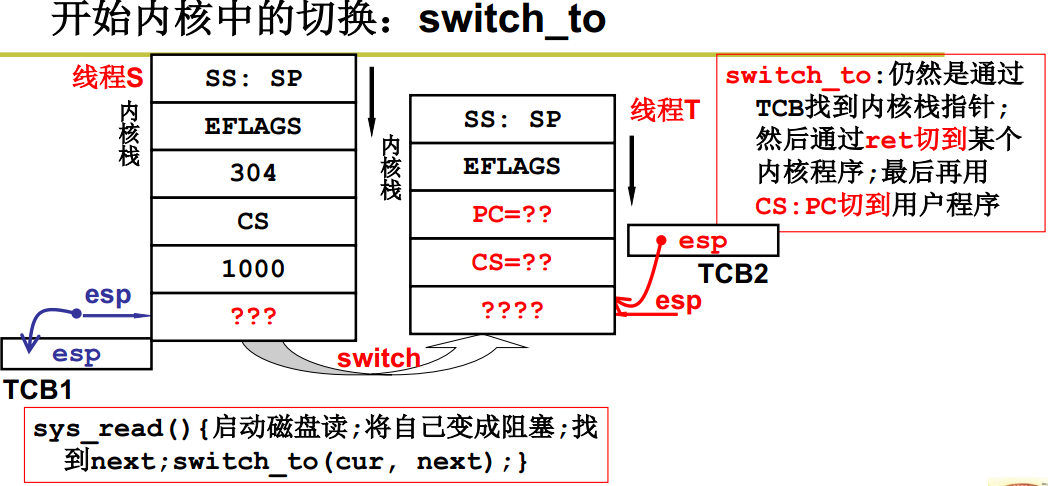 开始内核中的切换：switch_to
线程S
内核栈
SS: SP
EFLAGS
304
CS
1000
???
esp
esp
TCB1
内核栈
SS: SP
EFLAGS
PC=??
CS=??
????
线程T
esp
TCB2
esp
switch
switch_to:仍然是通过
TCB找到内核栈指针;
然后通过ret切到某个
内核程序;最后再用
CS:PC切到用户程序
sys_read(){启动磁盘读;将自己变成阻塞;找
到next;switch_to(cur, next);}